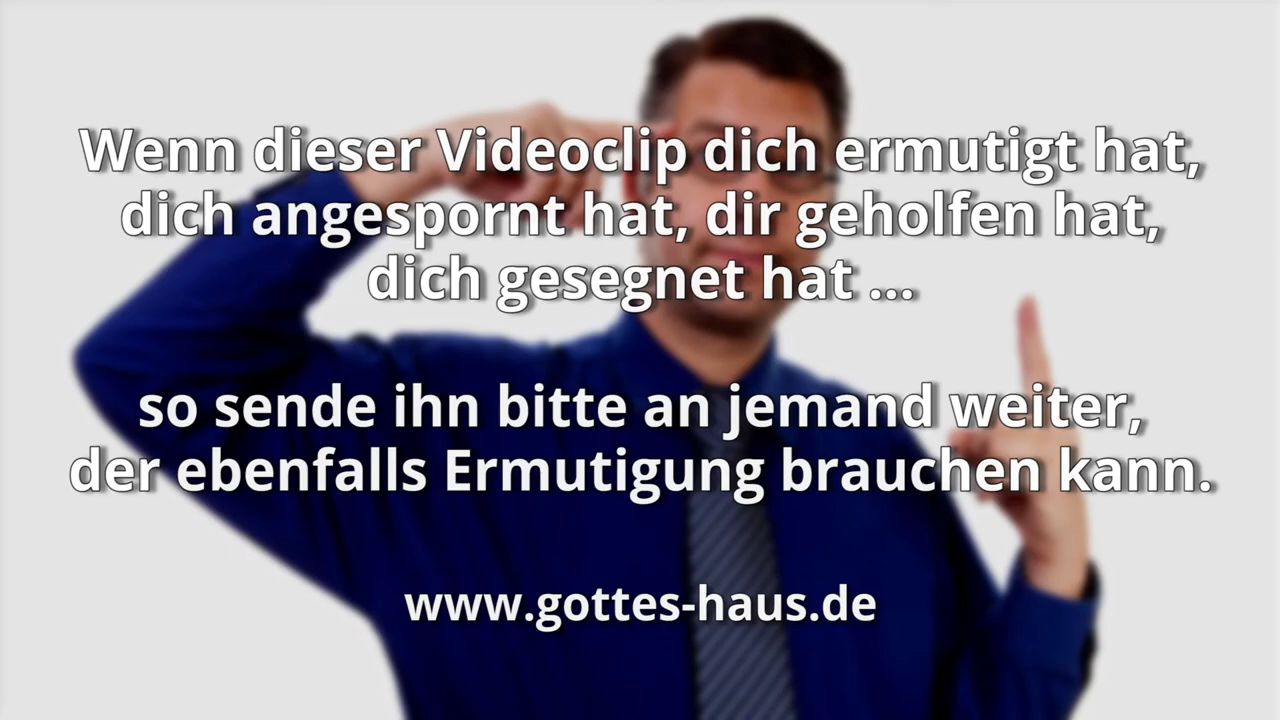 Wenn dieser Videoclip dich ermutigt hat,
dich angespornt hat, dir geholfen hat,
dich gesegnet hat ...
so sende ihn bitte an jemand weiter,
der ebenfalls Ermutigung brauchen kann.
www.gottes-haus.de